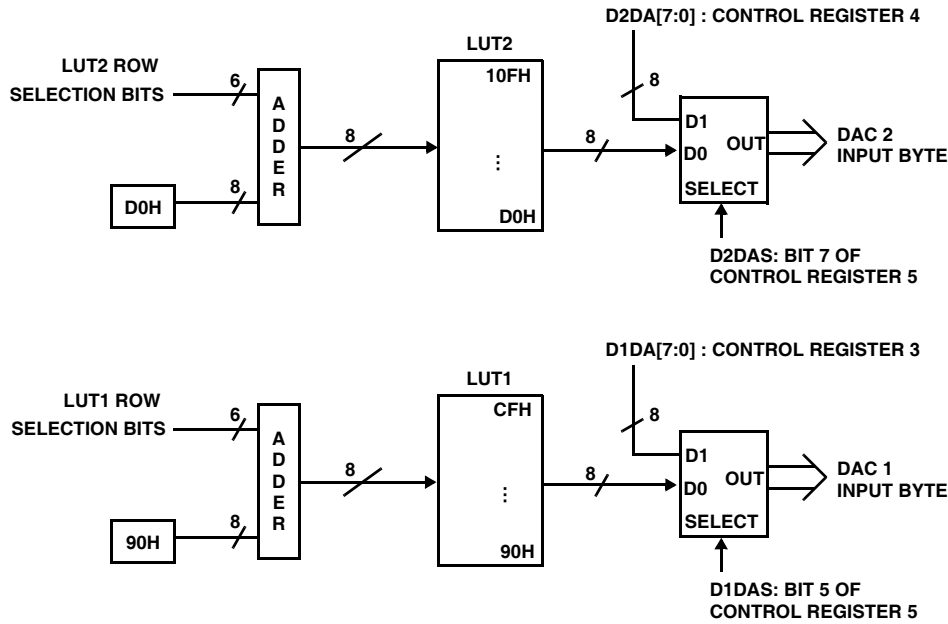 D2DA[7:0] : CONTROL REGISTER 4
LUT2
LUT2 ROW
SELECTION BITS
6
A
D
D
E
R
8
D0H
8
10FH
...
D0H
8
8
D1
D0
OUT
SELECT
DAC 2
INPUT BYTE
D2DAS: BIT 7 OF
CONTROL REGISTER 5
D1DA[7:0] : CONTROL REGISTER 3
LUT1
LUT1 ROW
SELECTION BITS
6
A
D
D
E
R
8
90H
8
CFH
...
90H
8
8
D1
D0
OUT
SELECT
DAC 1
INPUT BYTE
D1DAS: BIT 5 OF
CONTROL REGISTER 5